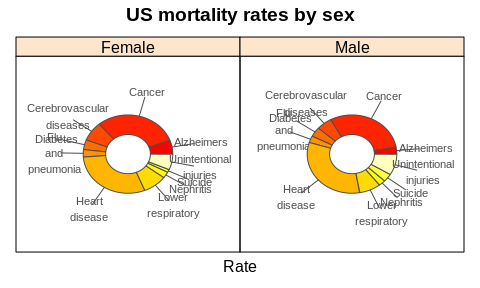 US mortality rates by sex
Female
Male
Cancer
Cerebrovascular
diseases
Flu
Diabetes
and
pneumonia
Heart
disease
Lower
respiratory
Nephritis
Suicide
Unintentional
injuries
Alzheimers
Cancer
Cerebrovascular
diseases
Flu
Diabetes
and
pneumonia
Heart
disease
Lower
respiratory
Nephritis
Suicide
Unintentional
injuries
Alzheimers
Rate